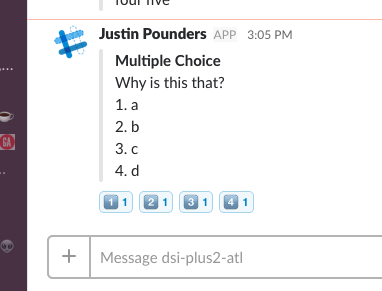 four five
Justin Pounders APP 3:05 PM
Multiple Choice
Why is this that?
1. a
2. b
3. c
4. d
1 1 2 1 3 1 4 1
GA
+ Message dsi-plus2-atl